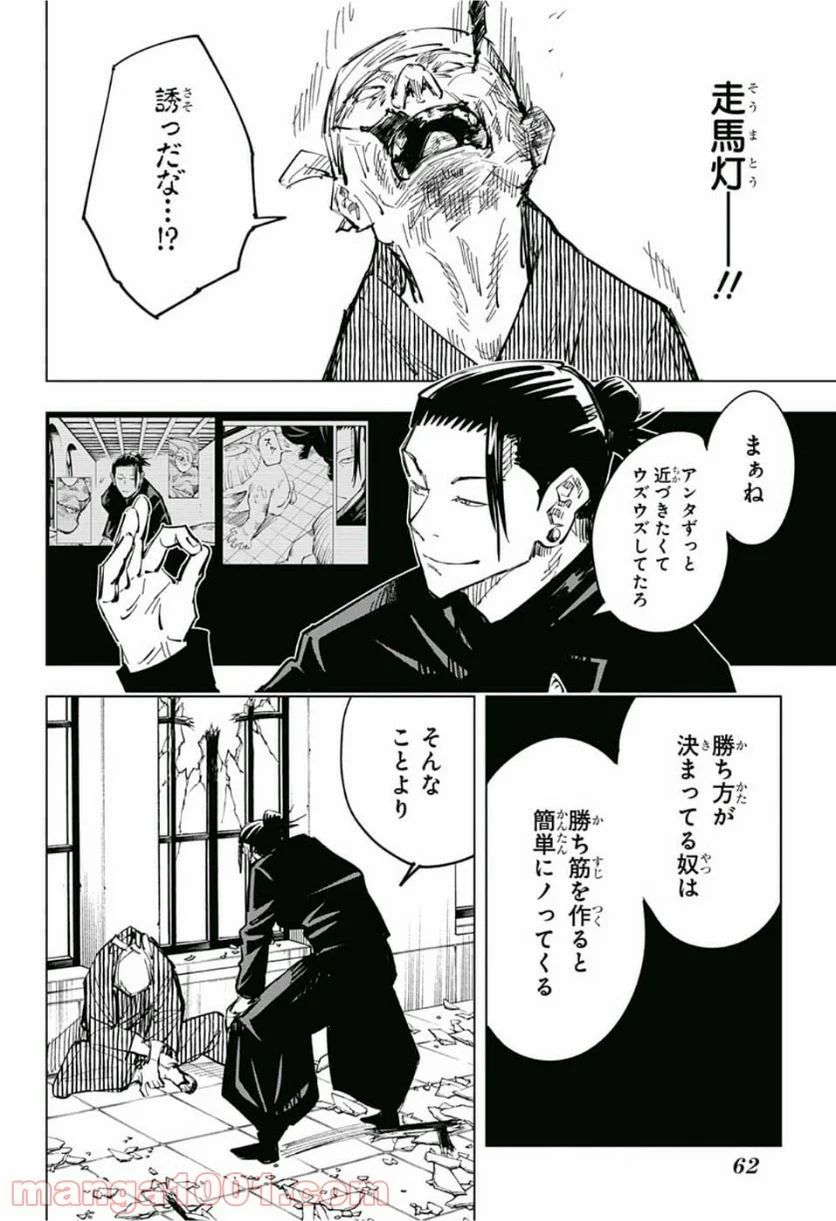 走馬灯――!!
誘っだな…!?
まぁね
アンタずっと
近づきたくて
ウズウズしてたろ
勝ち方が
決まってる奴は
勝ち筋を作ると
簡単にノってくる
そんな
ことより
62
manga1001.com